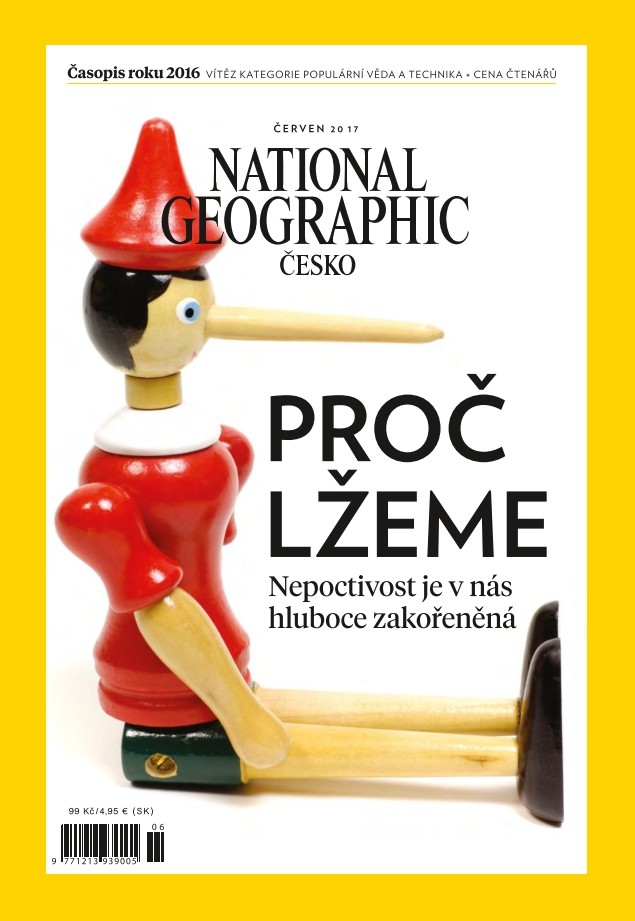 Časopis roku 2016 VÍTĚZ KATEGORIE POPULÁRNÍ VĚDA A TECHNIKA + CENA ČTENÁŘŮ
ČERVEN 2017
NATIONAL
GEOGRAPHIC
ČESKO
PROČ
LŽEME
Nepoctivost je v nás
hluboce zakořeněná
99 Kč/4,95 € (SK)
06
9 771213 939005